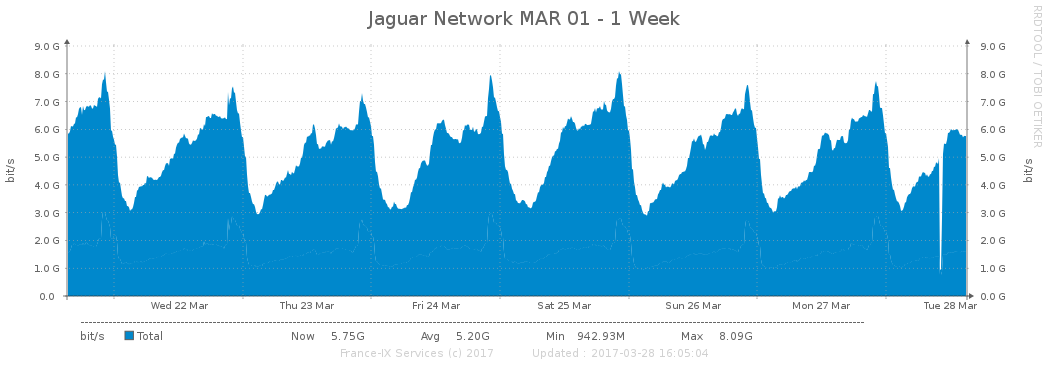 Jaguar Network MAR 01 - 1 Week
RRDTOOL / TOBI OETIKER
bit/s
9.0 G
8.0 G
7.0 G
6.0 G
5.0 G
4.0 G
3.0 G
2.0 G
1.0 G
0.0
9.0 G
8.0 G
7.0 G
6.0 G
5.0 G
4.0 G
3.0 G
2.0 G
1.0 G
0.0 G
bit/s
Wed 22 Mar Thu 23 Mar Fri 24 Mar Sat 25 Mar Sun 26 Mar Mon 27 Mar Tue 28 Mar
bit/s Total Now 5.75G Avg 5.20G Min 942.93M Max 8.09G
France-IX Services (c) 2017 Updated : 2017-03-28 16:05:04